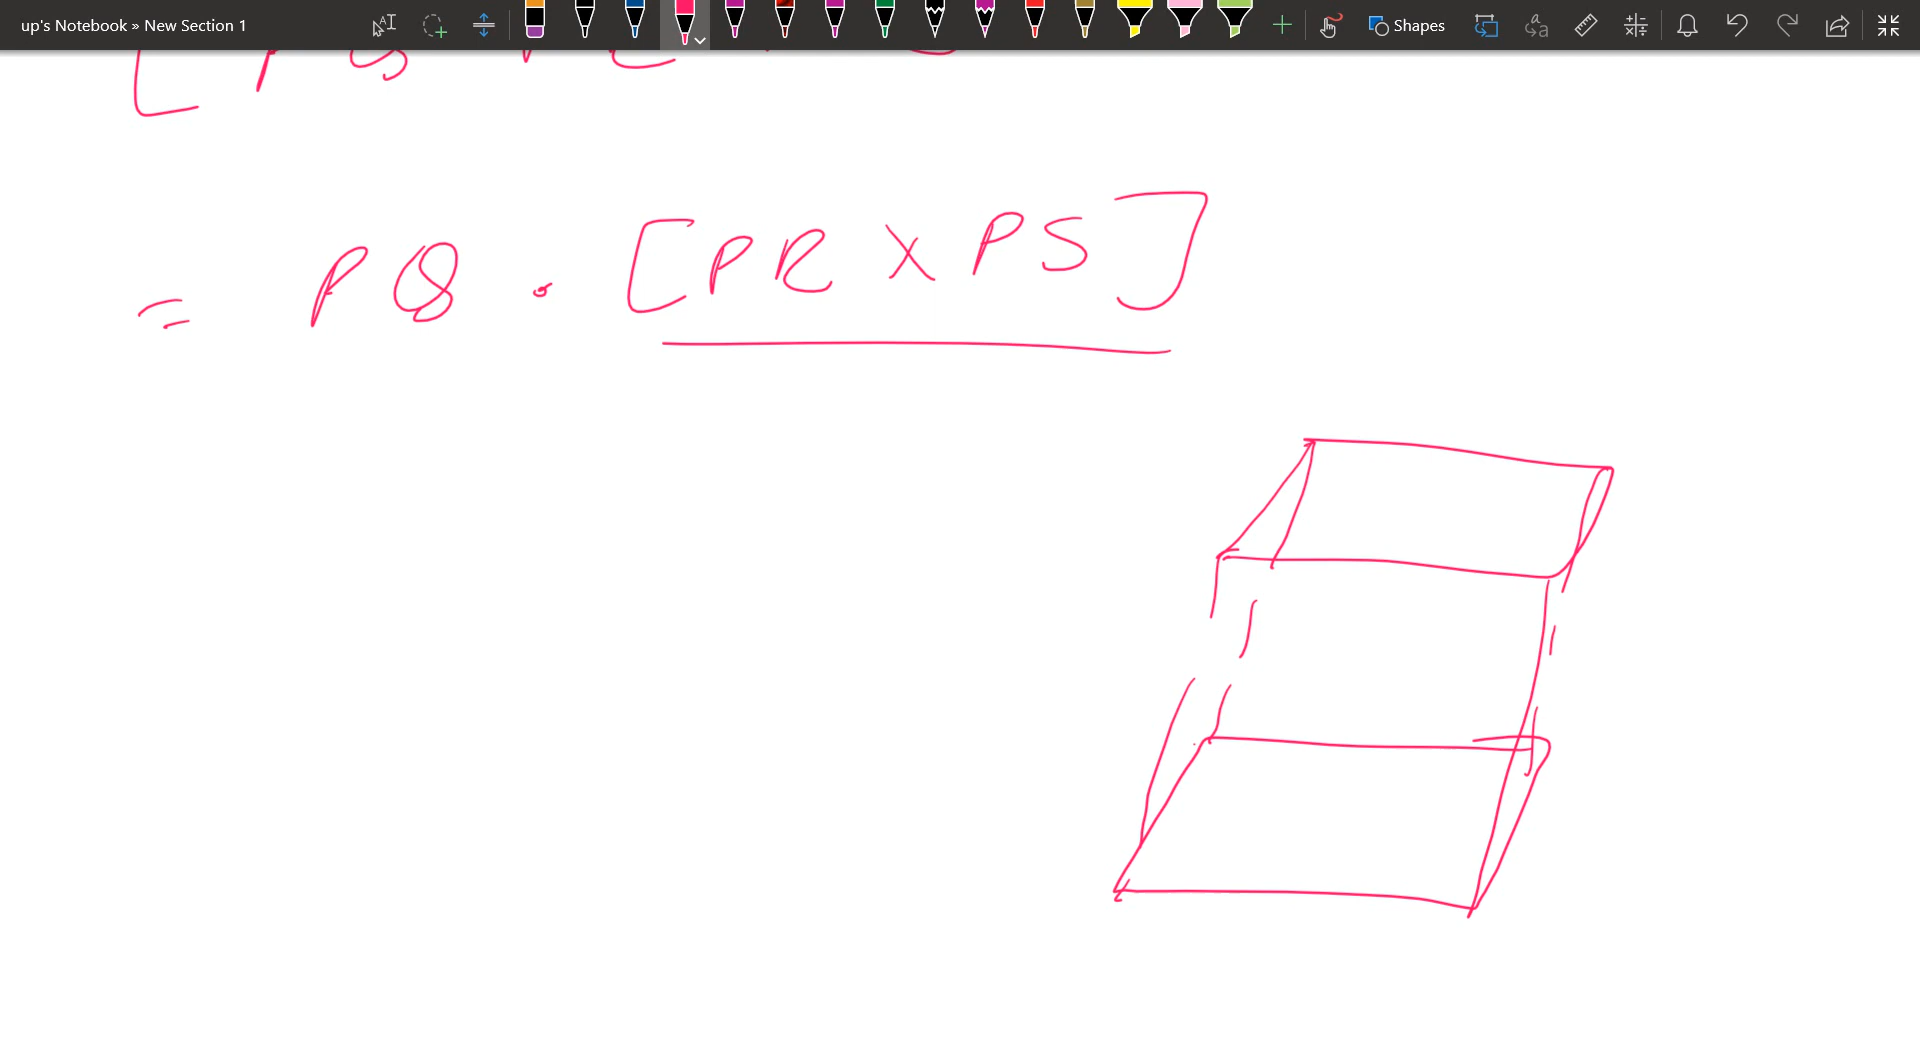 up's Notebook » New Section 1
Shapes
= PQ . [PR X PS]